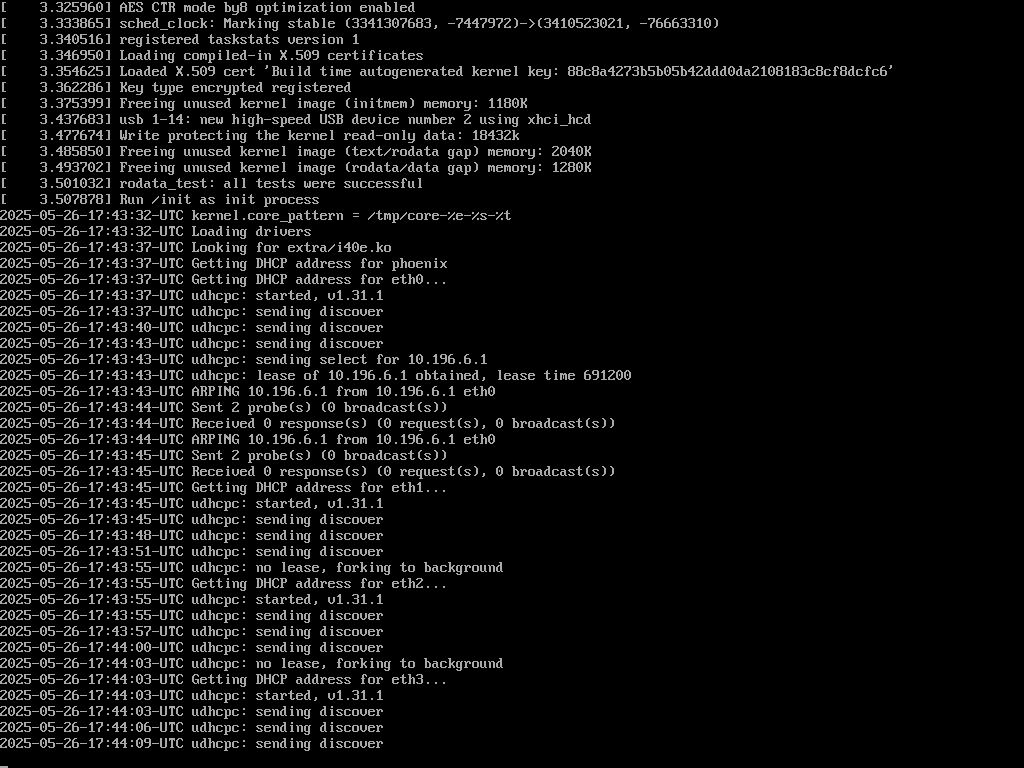 [    3.325960] AES CTR mode by8 optimization enabled
[    3.333865] sched_clock: Marking stable (3341307683, -7447972)->(3410523021, -76663310)
[    3.340516] registered taskstats version 1
[    3.346950] Loading compiled-in X.509 certificates
[    3.354625] Loaded X.509 cert 'Build time autogenerated kernel key: 88c8a4273b5b05b42ddd0da2108183c8cf8dcfc6'
[    3.362286] Key type encrypted registered
[    3.375399] Freeing unused kernel image (initmem) memory: 1180K
[    3.437683] usb 1-14: new high-speed USB device number 2 using xhci_hcd
[    3.477674] Write protecting the kernel read-only data: 18432k
[    3.485850] Freeing unused kernel image (text/rodata gap) memory: 2040K
[    3.493702] Freeing unused kernel image (rodata/data gap) memory: 1280K
[    3.501032] rodata_test: all tests were successful
[    3.507878] Run /init as init process
2025-05-26-17:43:32-UTC kernel.core_pattern = /tmp/core-%e-%s-%t
2025-05-26-17:43:32-UTC Loading drivers
2025-05-26-17:43:37-UTC Looking for extra/i40e.ko
2025-05-26-17:43:37-UTC Getting DHCP address for phoenix
2025-05-26-17:43:37-UTC Getting DHCP address for eth0...
2025-05-26-17:43:37-UTC udhcpc: started, v1.31.1
2025-05-26-17:43:37-UTC udhcpc: sending discover
2025-05-26-17:43:40-UTC udhcpc: sending discover
2025-05-26-17:43:43-UTC udhcpc: sending discover
2025-05-26-17:43:43-UTC udhcpc: sending select for 10.196.6.1
2025-05-26-17:43:43-UTC udhcpc: lease of 10.196.6.1 obtained, lease time 691200
2025-05-26-17:43:43-UTC ARPING 10.196.6.1 from 10.196.6.1 eth0
2025-05-26-17:43:44-UTC Sent 2 probe(s) (0 broadcast(s))
2025-05-26-17:43:44-UTC Received 0 response(s) (0 request(s), 0 broadcast(s))
2025-05-26-17:43:44-UTC ARPING 10.196.6.1 from 10.196.6.1 eth0
2025-05-26-17:43:45-UTC Sent 2 probe(s) (0 broadcast(s))
2025-05-26-17:43:45-UTC Received 0 response(s) (0 request(s), 0 broadcast(s))
2025-05-26-17:43:45-UTC Getting DHCP address for eth1...
2025-05-26-17:43:45-UTC udhcpc: started, v1.31.1
2025-05-26-17:43:45-UTC udhcpc: sending discover
2025-05-26-17:43:48-UTC udhcpc: sending discover
2025-05-26-17:43:51-UTC udhcpc: sending discover
2025-05-26-17:43:55-UTC udhcpc: no lease, forking to background
2025-05-26-17:43:55-UTC Getting DHCP address for eth2...
2025-05-26-17:43:55-UTC udhcpc: started, v1.31.1
2025-05-26-17:43:55-UTC udhcpc: sending discover
2025-05-26-17:43:57-UTC udhcpc: sending discover
2025-05-26-17:44:00-UTC udhcpc: sending discover
2025-05-26-17:44:03-UTC udhcpc: no lease, forking to background
2025-05-26-17:44:03-UTC Getting DHCP address for eth3...
2025-05-26-17:44:03-UTC udhcpc: started, v1.31.1
2025-05-26-17:44:03-UTC udhcpc: sending discover
2025-05-26-17:44:06-UTC udhcpc: sending discover
2025-05-26-17:44:09-UTC udhcpc: sending discover